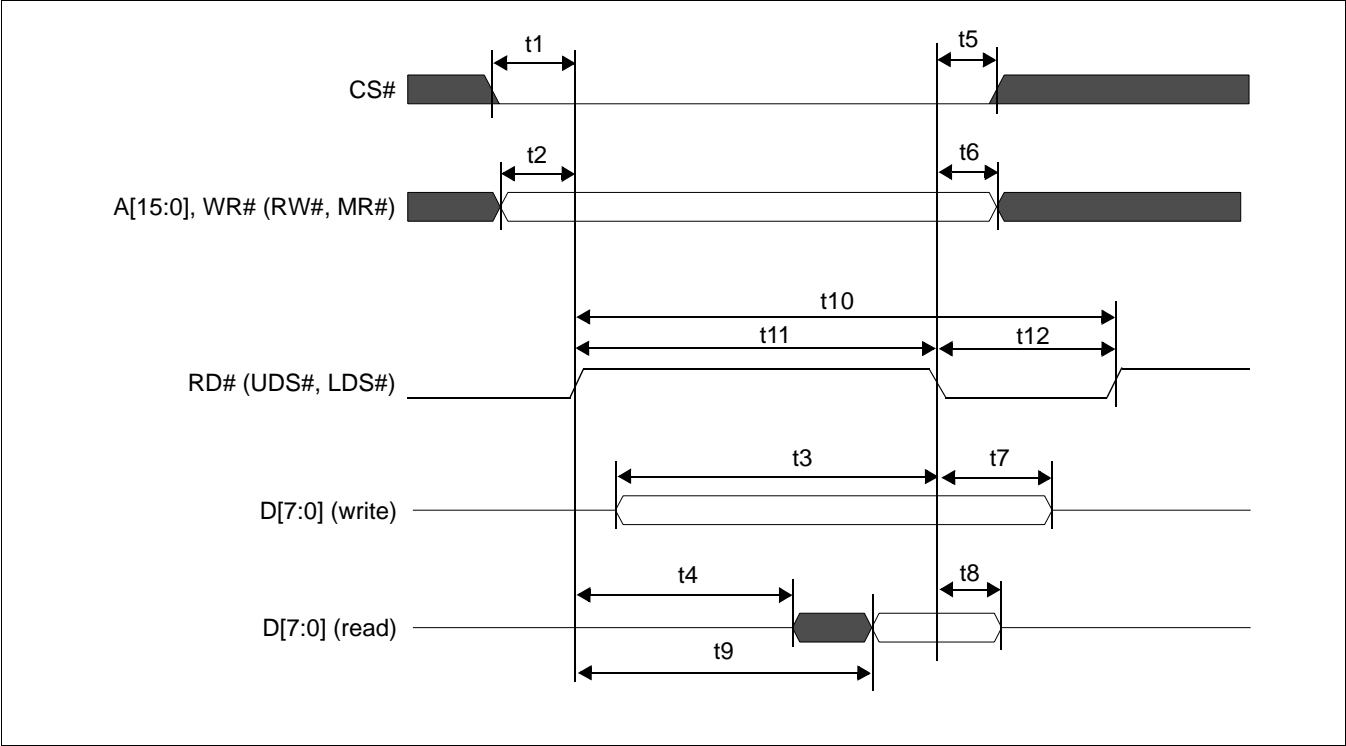 t1
t5
CS#
t2
t6
A[15:0], WR# (RW#, MR#)
t10
t11
t12
RD# (UDS#, LDS#)
t3
t7
D[7:0] (write)
t4
t8
D[7:0] (read)
t9